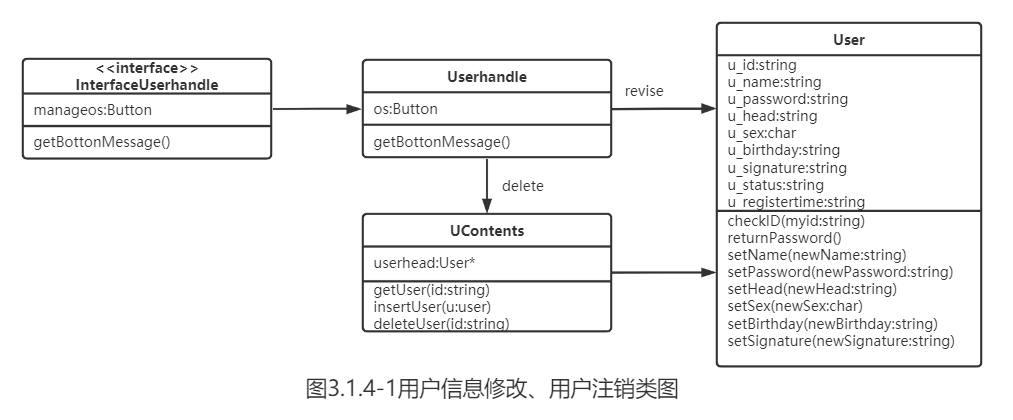 <<interface>>
InterfaceUserhandle
manageos:Button
getBottonMessage()
Userhandle
os:Button
getBottonMessage()
revise
delete
UContents
userhead:User*
getUser(id:string)
insertUser(u:user)
deleteUser(id:string)
User
u_id:string
u_name:string
u_password:string
u_head:string
u_sex:char
u_birthday:string
u_signature:string
u_status:string
u_registertime:string
checkID(myid:string)
returnPassword()
setName(newName:string)
setPassword(newPassword:string)
setHead(newHead:string)
setSex(newSex:char)
setBirthday(newBirthday:string)
setSignature(newSignature:string)
图3.1.4-1用户信息修改、用户注销类图